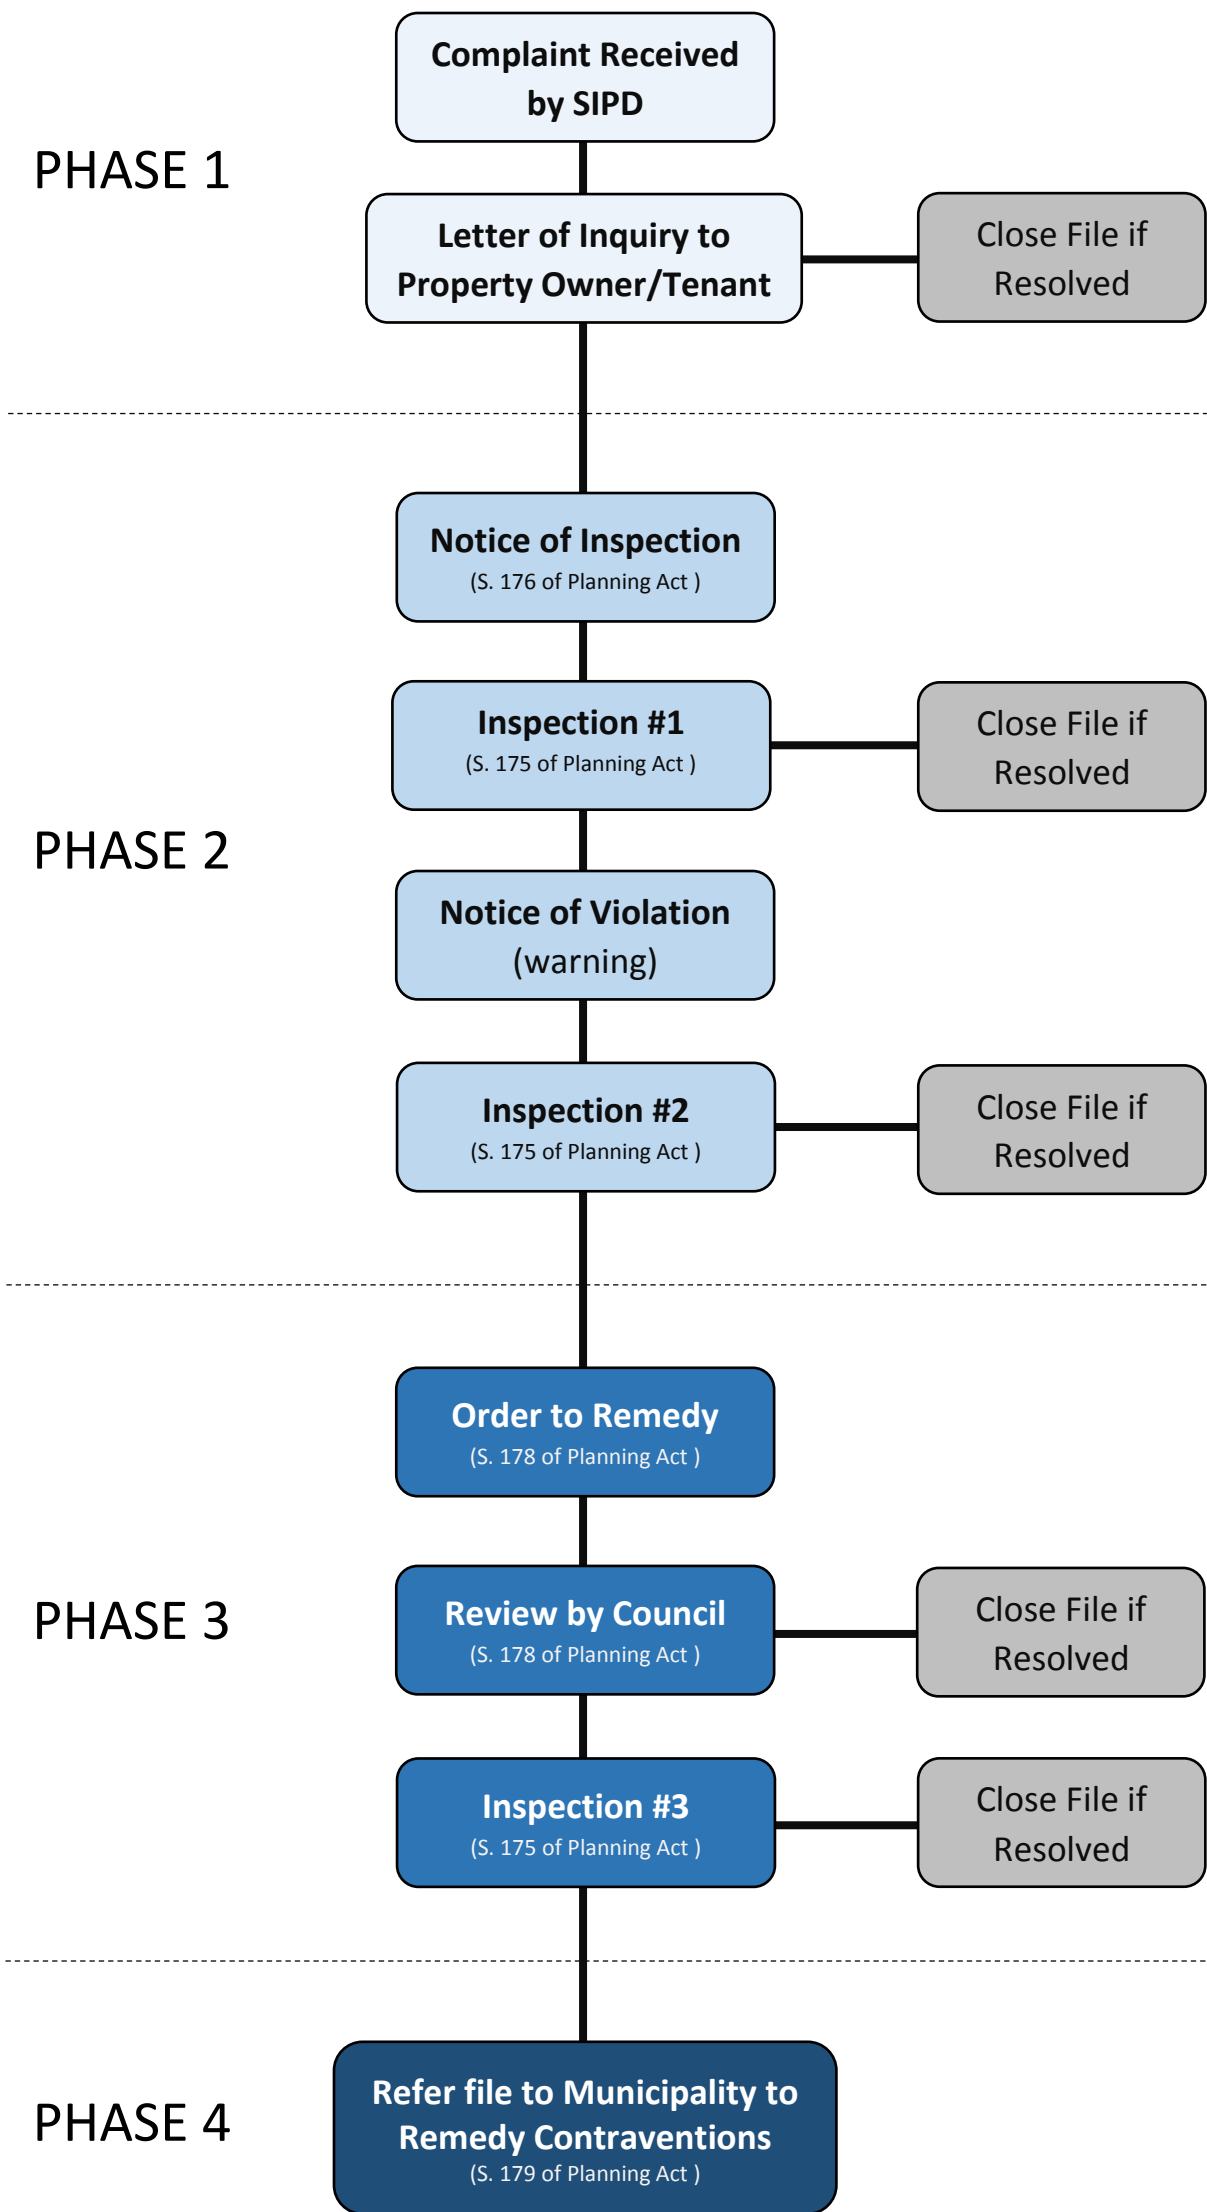 Complaint Received
by SIPD
PHASE 1
Letter of Inquiry to
Property Owner/Tenant
Close File if
Resolved
Notice of Inspection
(S. 176 of Planning Act )
Inspection #1
(S. 175 of Planning Act )
Close File if
Resolved
PHASE 2
Notice of Violation
(warning)
Inspection #2
(S. 175 of Planning Act )
Close File if
Resolved
Order to Remedy
(S. 178 of Planning Act )
PHASE 3
Review by Council
(S. 178 of Planning Act )
Close File if
Resolved
Inspection #3
(S. 175 of Planning Act )
Close File if
Resolved
PHASE 4
Refer file to Municipality to
Remedy Contraventions
(S. 179 of Planning Act )